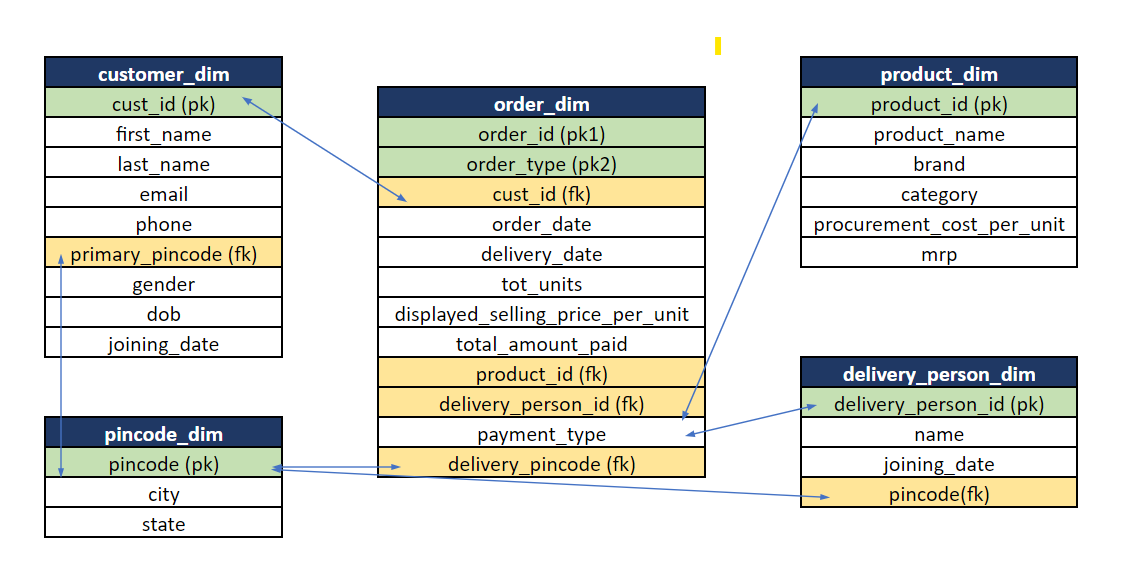 customer_dim
cust_id (pk)
first_name
last_name
email
phone
primary_pincode (fk)
gender
dob
joining_date
pincode_dim
pincode (pk)
city
state
order_dim
order_id (pk1)
order_type (pk2)
cust_id (fk)
order_date
delivery_date
tot_units
displayed_selling_price_per_unit
total_amount_paid
product_id (fk)
delivery_person_id (fk)
payment_type
delivery_pincode (fk)
product_dim
product_id (pk)
product_name
brand
category
procurement_cost_per_unit
mrp
delivery_person_dim
delivery_person_id (pk)
name
joining_date
pincode(fk)